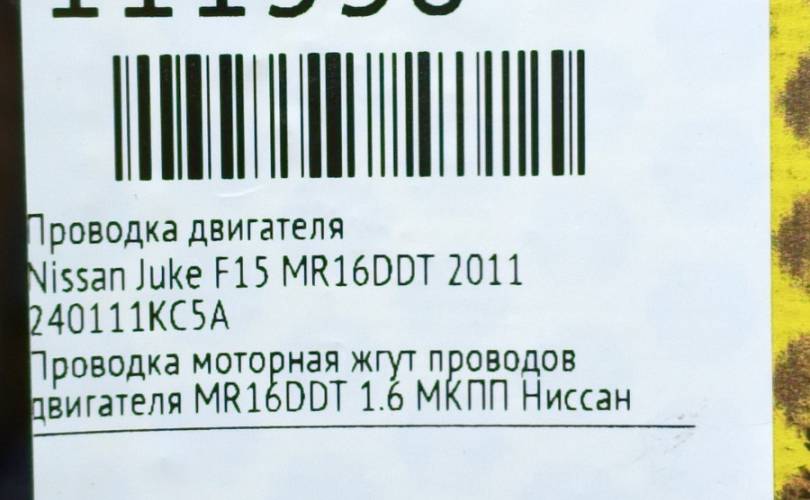 Проводка двигателя
Nissan Juke F15 MR16DDT 2011
240111KC5A
Проводка моторная жгут проводов
двигателя MR16DDT 1.6 МКПП Ниссан